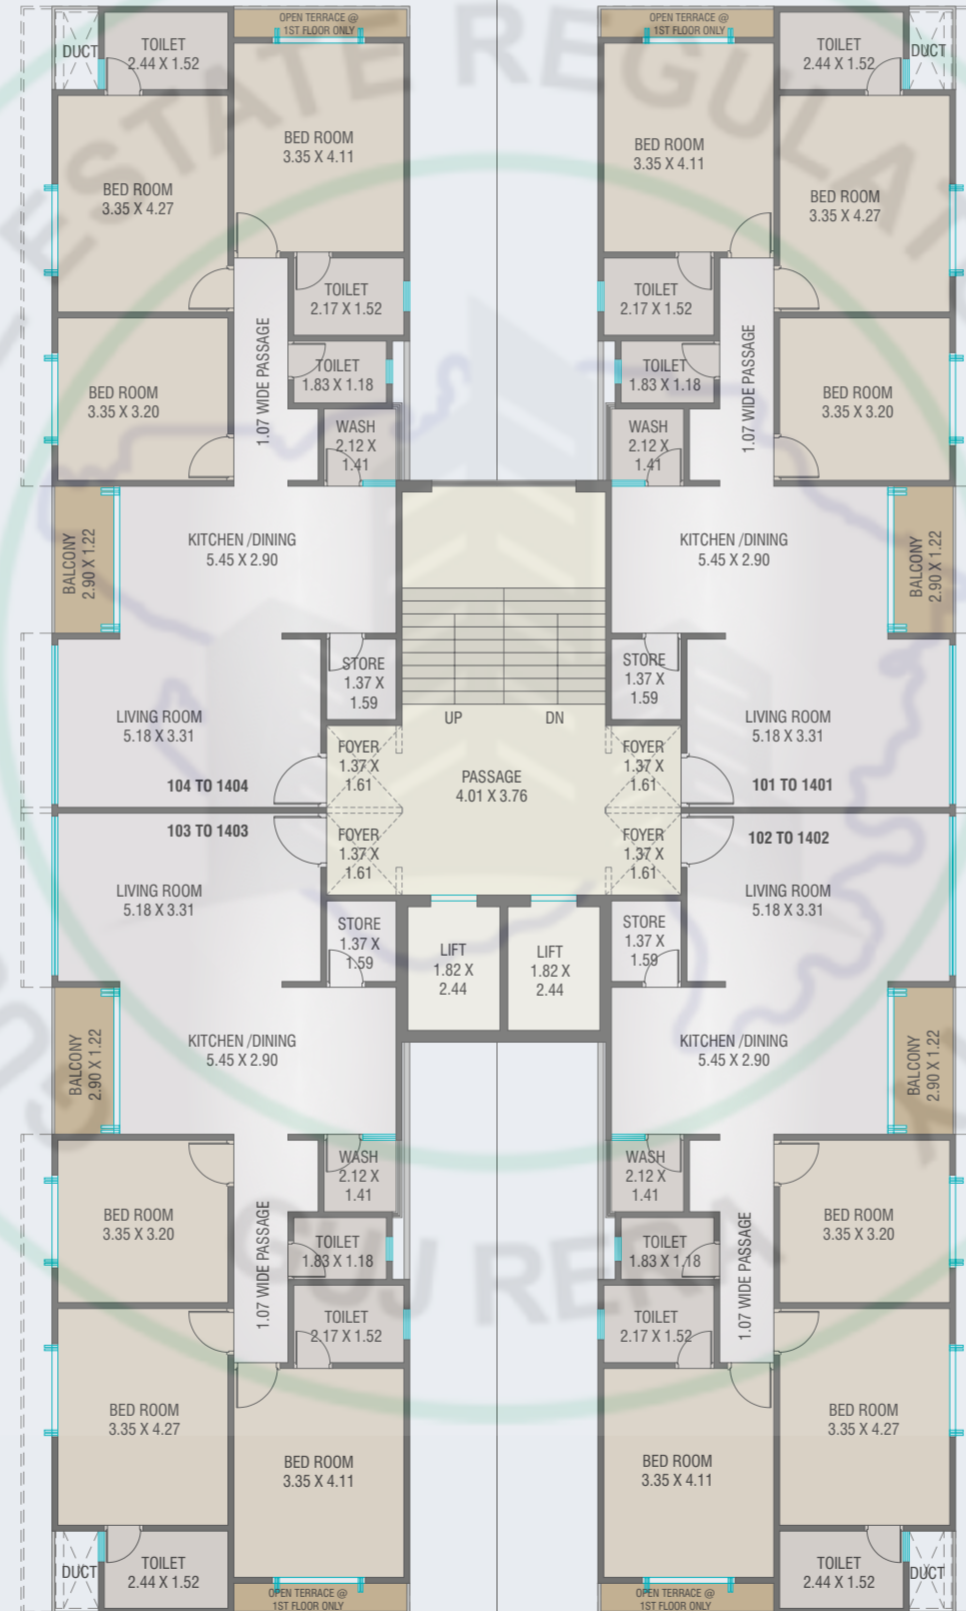 OPEN TERRACE @
1ST FLOOR ONLY
OPEN TERRACE @
1ST FLOOR ONLY
DUCT
TOILET
2.44 X 1.52
TOILET
2.44 X 1.52
DUCT
BED ROOM
3.35 X 4.11
BED ROOM
3.35 X 4.11
BED ROOM
3.35 X 4.27
BED ROOM
3.35 X 4.27
TOILET
2.17 X 1.52
TOILET
2.17 X 1.52
1.07 WIDE PASSAGE
1.07 WIDE PASSAGE
TOILET
1.83 X 1.18
TOILET
1.83 X 1.18
BED ROOM
3.35 X 3.20
BED ROOM
3.35 X 3.20
WASH
2.12 X
1.41
WASH
2.12 X
1.41
BALCONY
2.90 X 1.22
KITCHEN /DINING
5.45 X 2.90
KITCHEN /DINING
5.45 X 2.90
BALCONY
2.90 X 1.22
STORE
1.37 X
1.59
STORE
1.37 X
1.59
LIVING ROOM
5.18 X 3.31
UP
DN
LIVING ROOM
5.18 X 3.31
FOYER
1.37 X
1.61
PASSAGE
4.01 X 3.76
FOYER
1.37 X
1.61
104 TO 1404
101 TO 1401
103 TO 1403
102 TO 1402
FOYER
1.37 X
1.61
FOYER
1.37 X
1.61
LIVING ROOM
5.18 X 3.31
LIVING ROOM
5.18 X 3.31
STORE
1.37 X
1.59
LIFT
1.82 X
2.44
LIFT
1.82 X
2.44
STORE
1.37 X
1.59
BALCONY
2.90 X 1.22
KITCHEN /DINING
5.45 X 2.90
KITCHEN /DINING
5.45 X 2.90
BALCONY
2.90 X 1.22
WASH
2.12 X
1.41
WASH
2.12 X
1.41
BED ROOM
3.35 X 3.20
BED ROOM
3.35 X 3.20
1.07 WIDE PASSAGE
1.07 WIDE PASSAGE
TOILET
1.83 X 1.18
TOILET
1.83 X 1.18
TOILET
2.17 X 1.52
TOILET
2.17 X 1.52
BED ROOM
3.35 X 4.27
BED ROOM
3.35 X 4.27
BED ROOM
3.35 X 4.11
BED ROOM
3.35 X 4.11
DUCT
TOILET
2.44 X 1.52
TOILET
2.44 X 1.52
DUCT
OPEN TERRACE @
1ST FLOOR ONLY
OPEN TERRACE @
1ST FLOOR ONLY
ESTATE
GUJ RERA